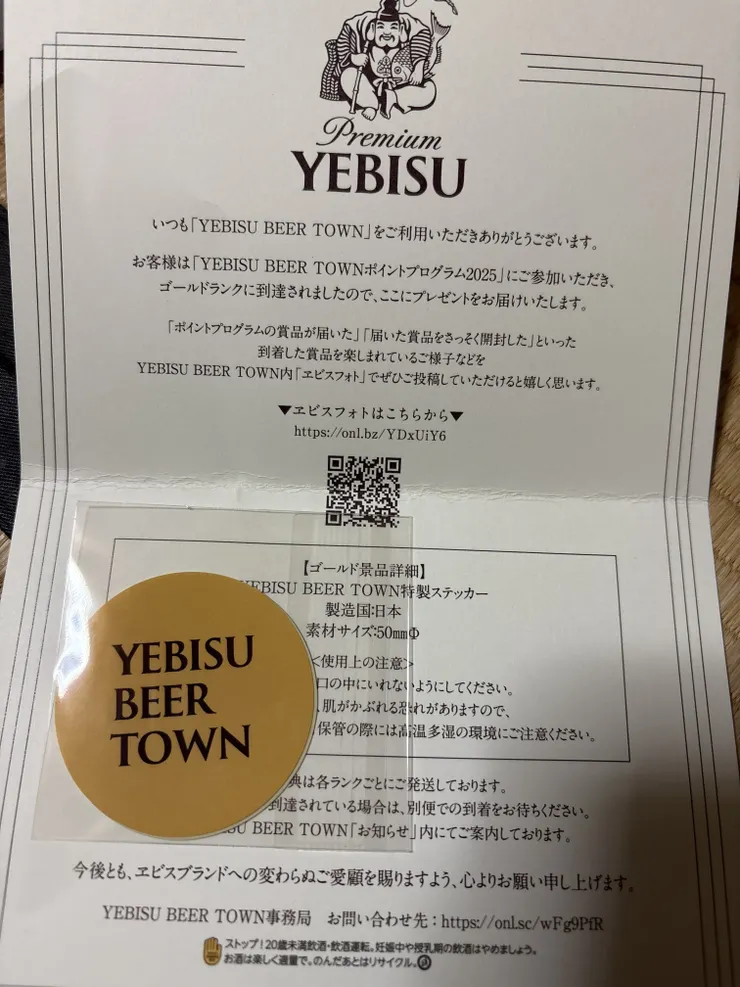 Premium
YEBISU
いつも「YEBISU BEER TOWN」をご利用いただきありがとうございます。
お客様は「YEBISU BEER TOWNポイントプログラム2025」にご参加いただき、
ゴールドランクに到達されましたので、ここにプレゼントをお届けいたします。
「ポイントプログラムの賞品が届いた」「届いた賞品をさっそく開封した」といった
到着した賞品を楽しまれているご様子などを
YEBISU BEER TOWN内「ヱビスフォト」でぜひご投稿していただけると嬉しく思います。
▼ヱビスフォトはこちらから▼
https://onl.bz/YDxUiY6
【ゴールド景品詳細】
YEBISU BEER TOWN特製ステッカー
製造国:日本
素材サイズ:50mmΦ
<使用上の注意>
口の中にいれないようにしてください。
、肌がかぶれる恐れがありますので、
保管の際には高温多湿の環境にご注意ください。
YEBISU
BEER
TOWN
典は各ランクごとにご発送しております。
到達されている場合は、別便での到着をお待ちください。
BEER TOWN「お知らせ」内にてご案内しております。
今後とも、ヱビスブランドへの変わらぬご愛顧を賜りますよう、心よりお願い申し上げます。
YEBISU BEER TOWN事務局 お問い合わせ先：https://onl.sc/wFg9PfR
ストップ！20歳未満飲酒・飲酒運転。妊娠中や授乳期の飲酒はやめましょう。
お酒は楽しく適量で。のんだあとはリサイクル。